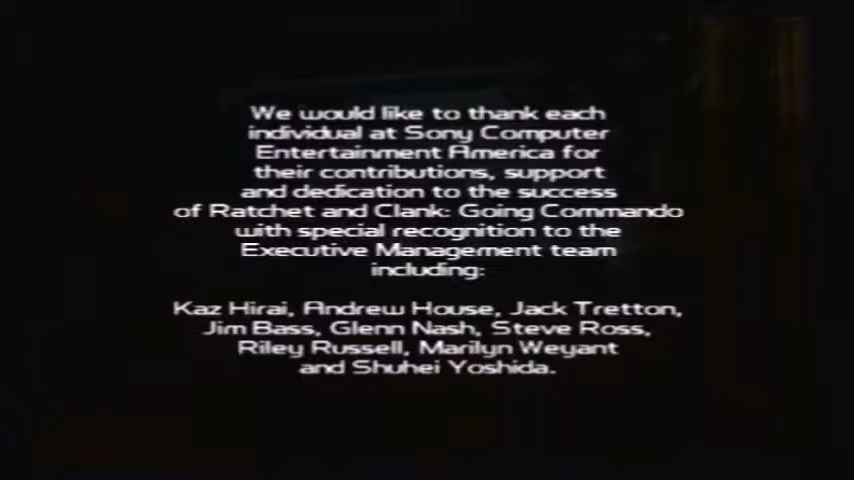 We would like to thank each
individual at Sony Computer
Entertainment America for
their contributions, support
and dedication to the success
of Ratchet and Clank: Going Commando
with special recognition to the
Executive Management team
including:
Kaz Hirai, Andrew House, Jack Tretton,
Jim Bass, Glenn Nash, Steve Ross,
Riley Russell, Marilyn Weyant
and Shuhei Yoshida.